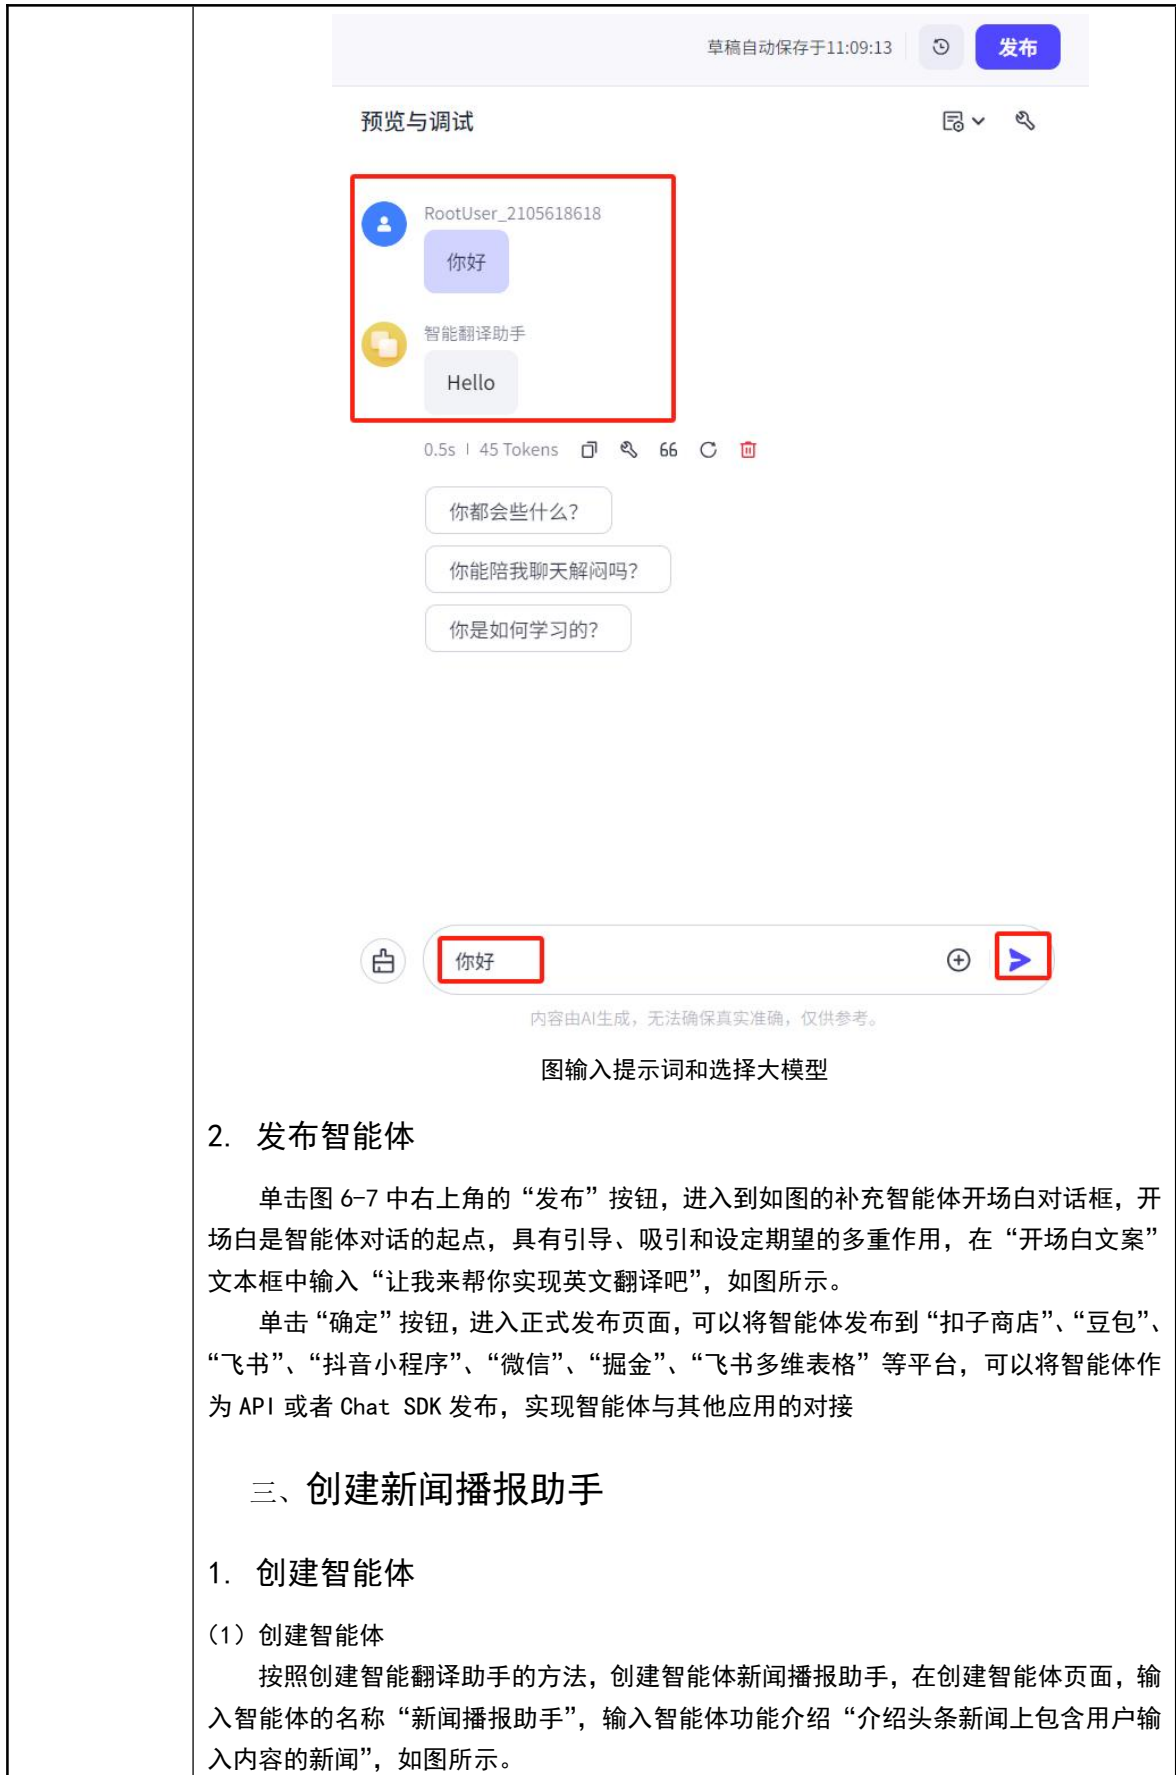 草稿自动保存于11:09:13
发布
预览与调试
RootUser_2105618618
你好
智能翻译助手
Hello
0.5s | 45 Tokens
你都会些什么?
你能陪我聊天解闷吗?
你是如何学习的?
你好
内容由AI生成，无法确保真实准确，仅供参考。
图输入提示词和选择大模型
2. 发布智能体
单击图 6-7 中右上角的“发布”按钮，进入到如图的补充智能体开场白对话框，开
场白是智能体对话的起点，具有引导、吸引和设定期望的多重作用，在“开场白文案”
文本框中输入“让我来帮你实现英文翻译吧”，如图所示。
单击“确定”按钮，进入正式发布页面，可以将智能体发布到“扣子商店”、“豆包”、
“飞书”、“抖音小程序”、“微信”、“掘金”、“飞书多维表格”等平台，可以将智能体作
为 API 或者 Chat SDK 发布，实现智能体与其他应用的对接
三、创建新闻播报助手
1. 创建智能体
（1）创建智能体
按照创建智能翻译助手的方法，创建智能体新闻播报助手，在创建智能体页面，输
入智能体的名称“新闻播报助手”，输入智能体功能介绍“介绍头条新闻上包含用户输
入内容的新闻”，如图所示。